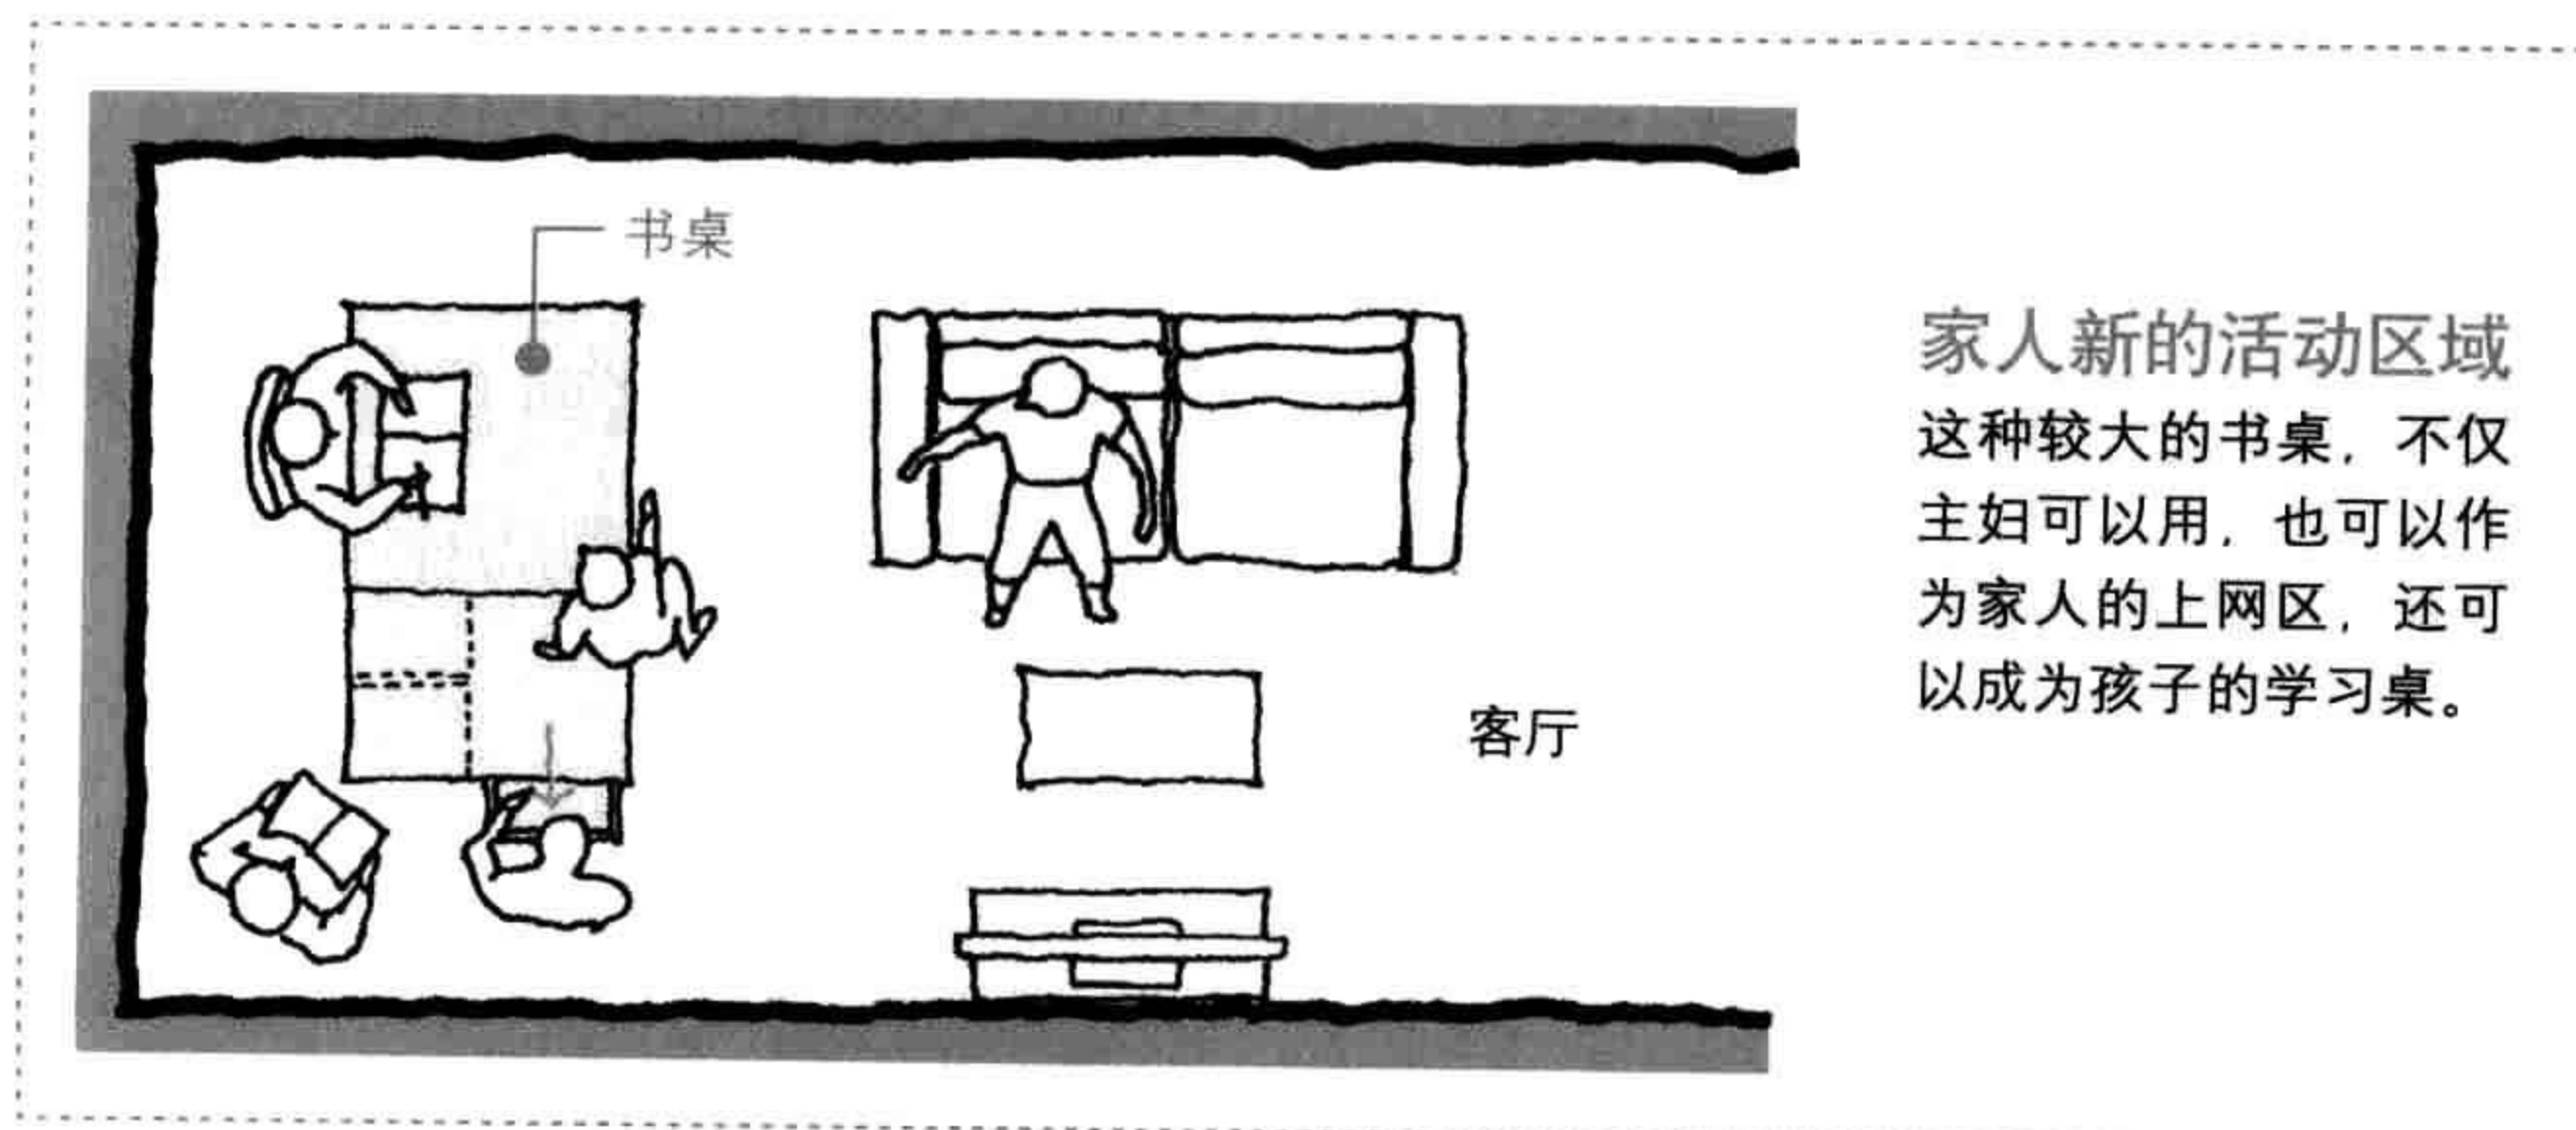 书桌
客厅
家人新的活动区域
这种较大的书桌，不仅
主妇可以用，也可以作
为家人的上网区，还可
以成为孩子的学习桌。